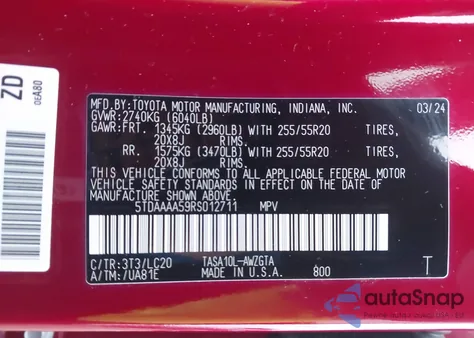 ZD
0EA80
MFD.BY:TOYOTA MOTOR MANUFACTURING, INDIANA, INC. 03/24
GVWR:2740KG (6040LB)
GAWR:FRT. 1345KG (2960LB) WITH 255/55R20 TIRES,
20X8J RIMS.
RR. 1575KG (3470LB) WITH 255/55R20 TIRES,
20X8J RIMS.
THIS VEHICLE CONFORMS TO ALL APPLICABLE FEDERAL MOTOR
VEHICLE SAFETY STANDARDS IN EFFECT ON THE DATE OF
MANUFACTURE SHOWN ABOVE.
5TDAAAA59RS012711 MPV
C/TR:3T3/LC20 TASA10L-AWZGTA
A/TM:/UA81E MADE IN U.S.A. 800 T
autoSnap